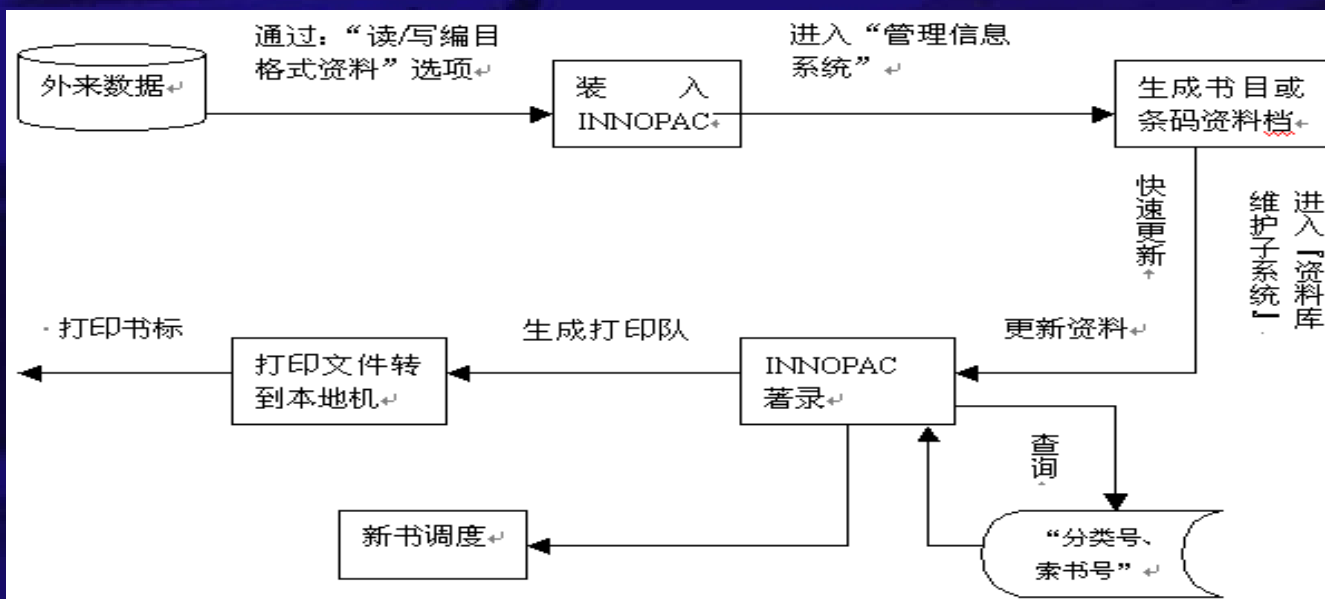 通过：“读/写编目
格式资料”选项
进入“管理信息
系统”
外来数据
装 入
INNOPAC
生成书目或
条码资料档
快速更新
进入『资料库
维护子系统』
打印书标
生成打印队
更新资料
打印文件转
到本地机
INNOPAC
著录
查询
新书调度
“分类号、
索书号”